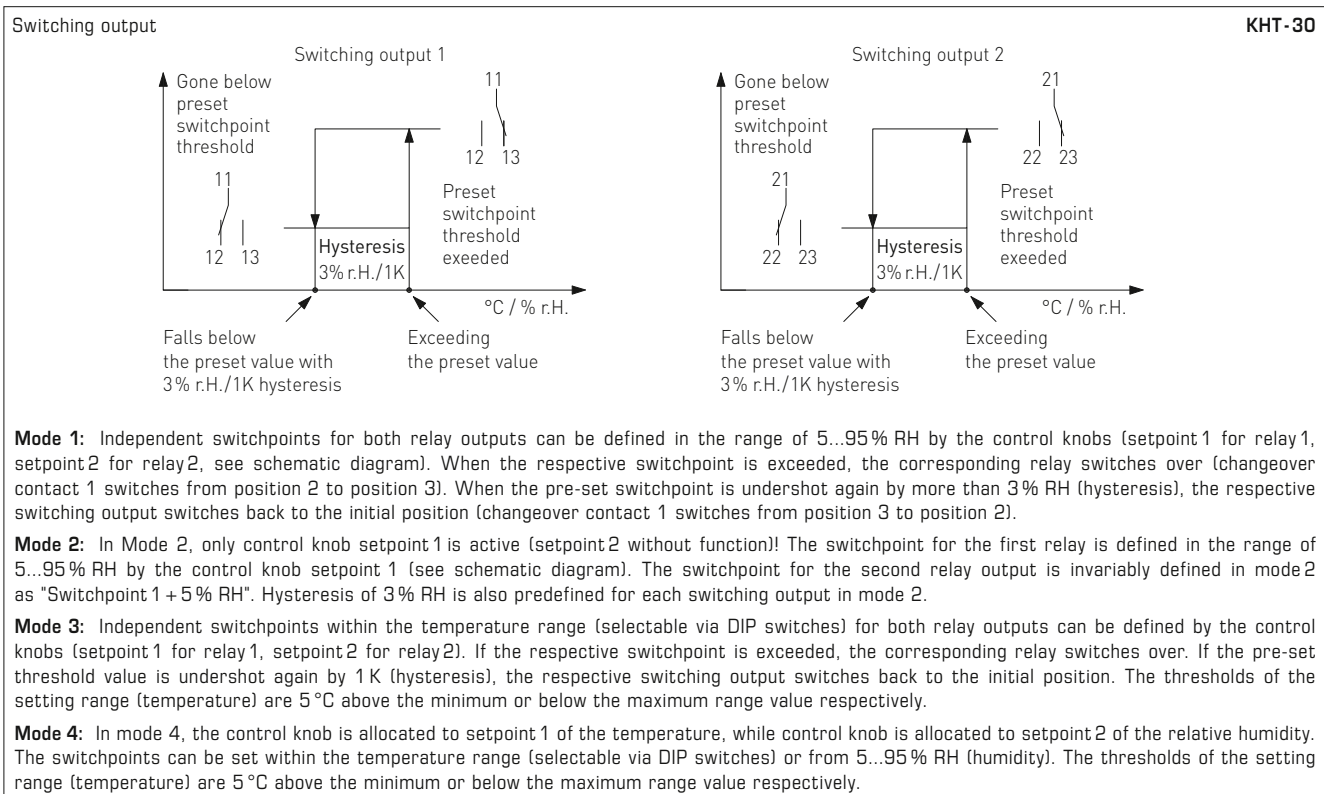 Switching output
KHT-30
Switching output 1
Gone below
preset
switchpoint
threshold
11
12 13
11
12 13
Preset
switchpoint
threshold
exeeded
Hysteresis
3% r.H./1K
°C / % r.H.
Falls below
the preset value with
3% r.H./1K hysteresis
Exceeding
the preset value
Switching output 2
Gone below
preset
switchpoint
threshold
21
22 23
21
22 23
Preset
switchpoint
threshold
exeeded
Hysteresis
3% r.H./1K
°C / % r.H.
Falls below
the preset value with
3% r.H./1K hysteresis
Exceeding
the preset value
Mode 1: Independent switchpoints for both relay outputs can be defined in the range of 5...95% RH by the control knobs (setpoint 1 for relay 1,
setpoint 2 for relay 2, see schematic diagram). When the respective switchpoint is exceeded, the corresponding relay switches over (changeover
contact 1 switches from position 2 to position 3). When the pre-set switchpoint is undershot again by more than 3% RH (hysteresis), the respective
switching output switches back to the initial position (changeover contact 1 switches from position 3 to position 2).
Mode 2: In Mode 2, only control knob setpoint 1 is active (setpoint 2 without function)! The switchpoint for the first relay is defined in the range of
5...95% RH by the control knob setpoint 1 (see schematic diagram). The switchpoint for the second relay output is invariably defined in mode 2
as "Switchpoint 1 + 5% RH". Hysteresis of 3% RH is also predefined for each switching output in mode 2.
Mode 3: Independent switchpoints within the temperature range (selectable via DIP switches) for both relay outputs can be defined by the control
knobs (setpoint 1 for relay 1, setpoint 2 for relay 2). If the respective switchpoint is exceeded, the corresponding relay switches over. If the pre-set
threshold value is undershot again by 1 K (hysteresis), the respective switching output switches back to the initial position. The thresholds of the
setting range (temperature) are 5 °C above the minimum or below the maximum range value respectively.
Mode 4: In mode 4, the control knob is allocated to setpoint 1 of the temperature, while control knob is allocated to setpoint 2 of the relative humidity.
The switchpoints can be set within the temperature range (selectable via DIP switches) or from 5...95% RH (humidity). The thresholds of the setting
range (temperature) are 5 °C above the minimum or below the maximum range value respectively.